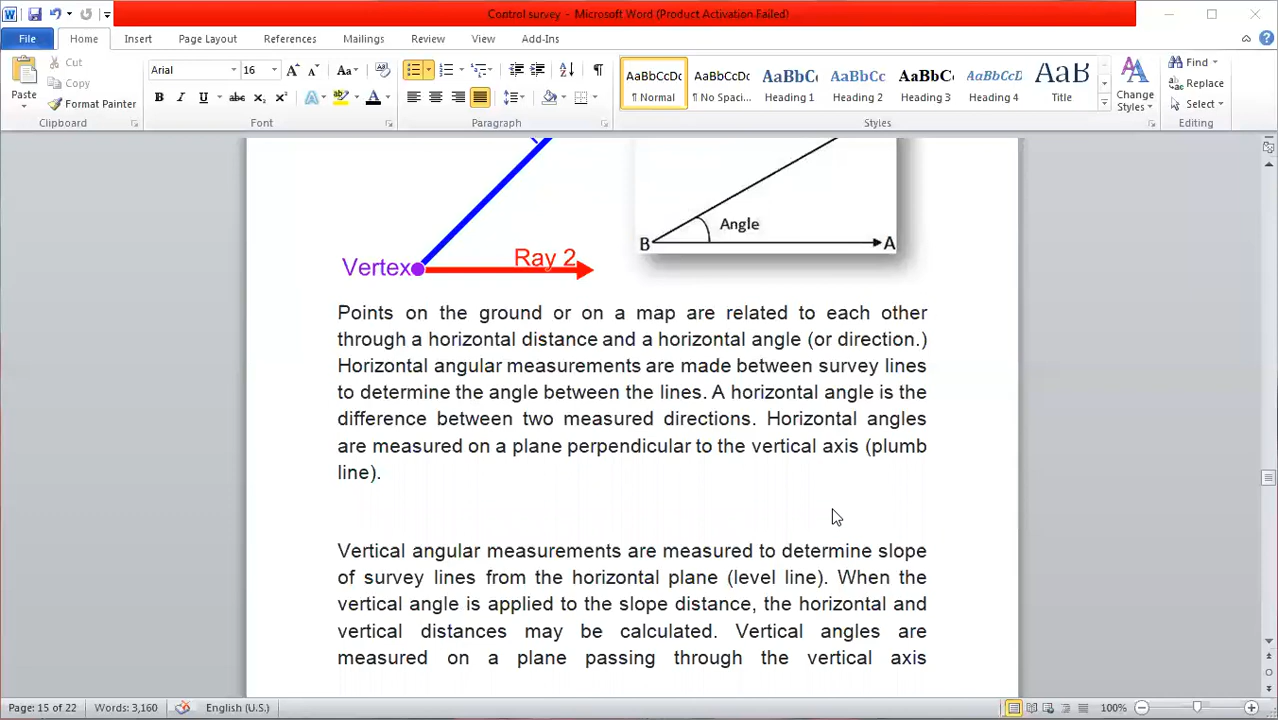 Control survey – Microsoft Word (Product Activation Failed)
File Home Insert Page Layout References Mailings Review View Add-Ins
Paste
Cut
Copy
Format Painter
Clipboard
Arial 16
Font
Paragraph
AaBbCcDc ¶ Normal
AaBbCcDc ¶ No Spaci...
AaBbC Heading 1
AaBbCc Heading 2
AaBbCc Heading 3
AaBbCcD Heading 4
AaB Title
Change Styles
Styles
Find
Replace
Select
Editing
Vertex
Ray 2
Angle
B A
Points on the ground or on a map are related to each other
through a horizontal distance and a horizontal angle (or direction.)
Horizontal angular measurements are made between survey lines
to determine the angle between the lines. A horizontal angle is the
difference between two measured directions. Horizontal angles
are measured on a plane perpendicular to the vertical axis (plumb
line).
Vertical angular measurements are measured to determine slope
of survey lines from the horizontal plane (level line). When the
vertical angle is applied to the slope distance, the horizontal and
vertical distances may be calculated. Vertical angles are
measured on a plane passing through the vertical axis
Page: 15 of 22 Words: 3,160 English (U.S.) 100%